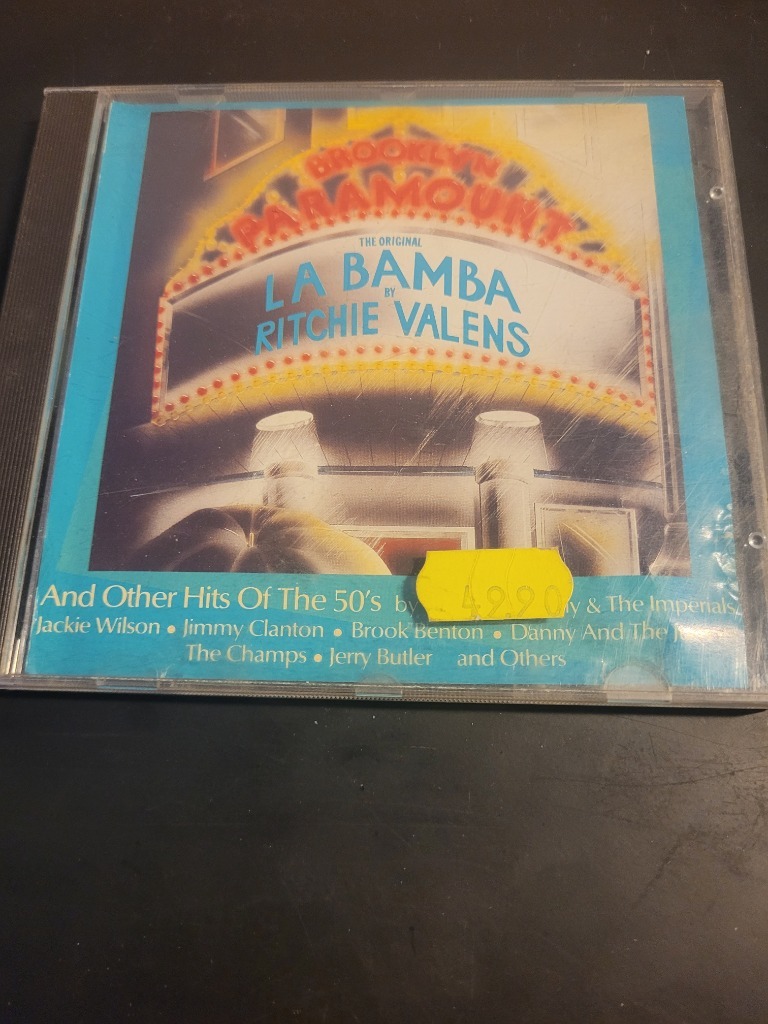 BROOKLYN
PARAMOUNT
THE ORIGINAL
LA BAMBA
BY
RITCHIE VALENS
And Other Hits Of The 50's by & The Imperials
49.90
Jackie Wilson • Jimmy Clanton • Brook Benton • Danny And The
The Champs • Jerry Butler and Others